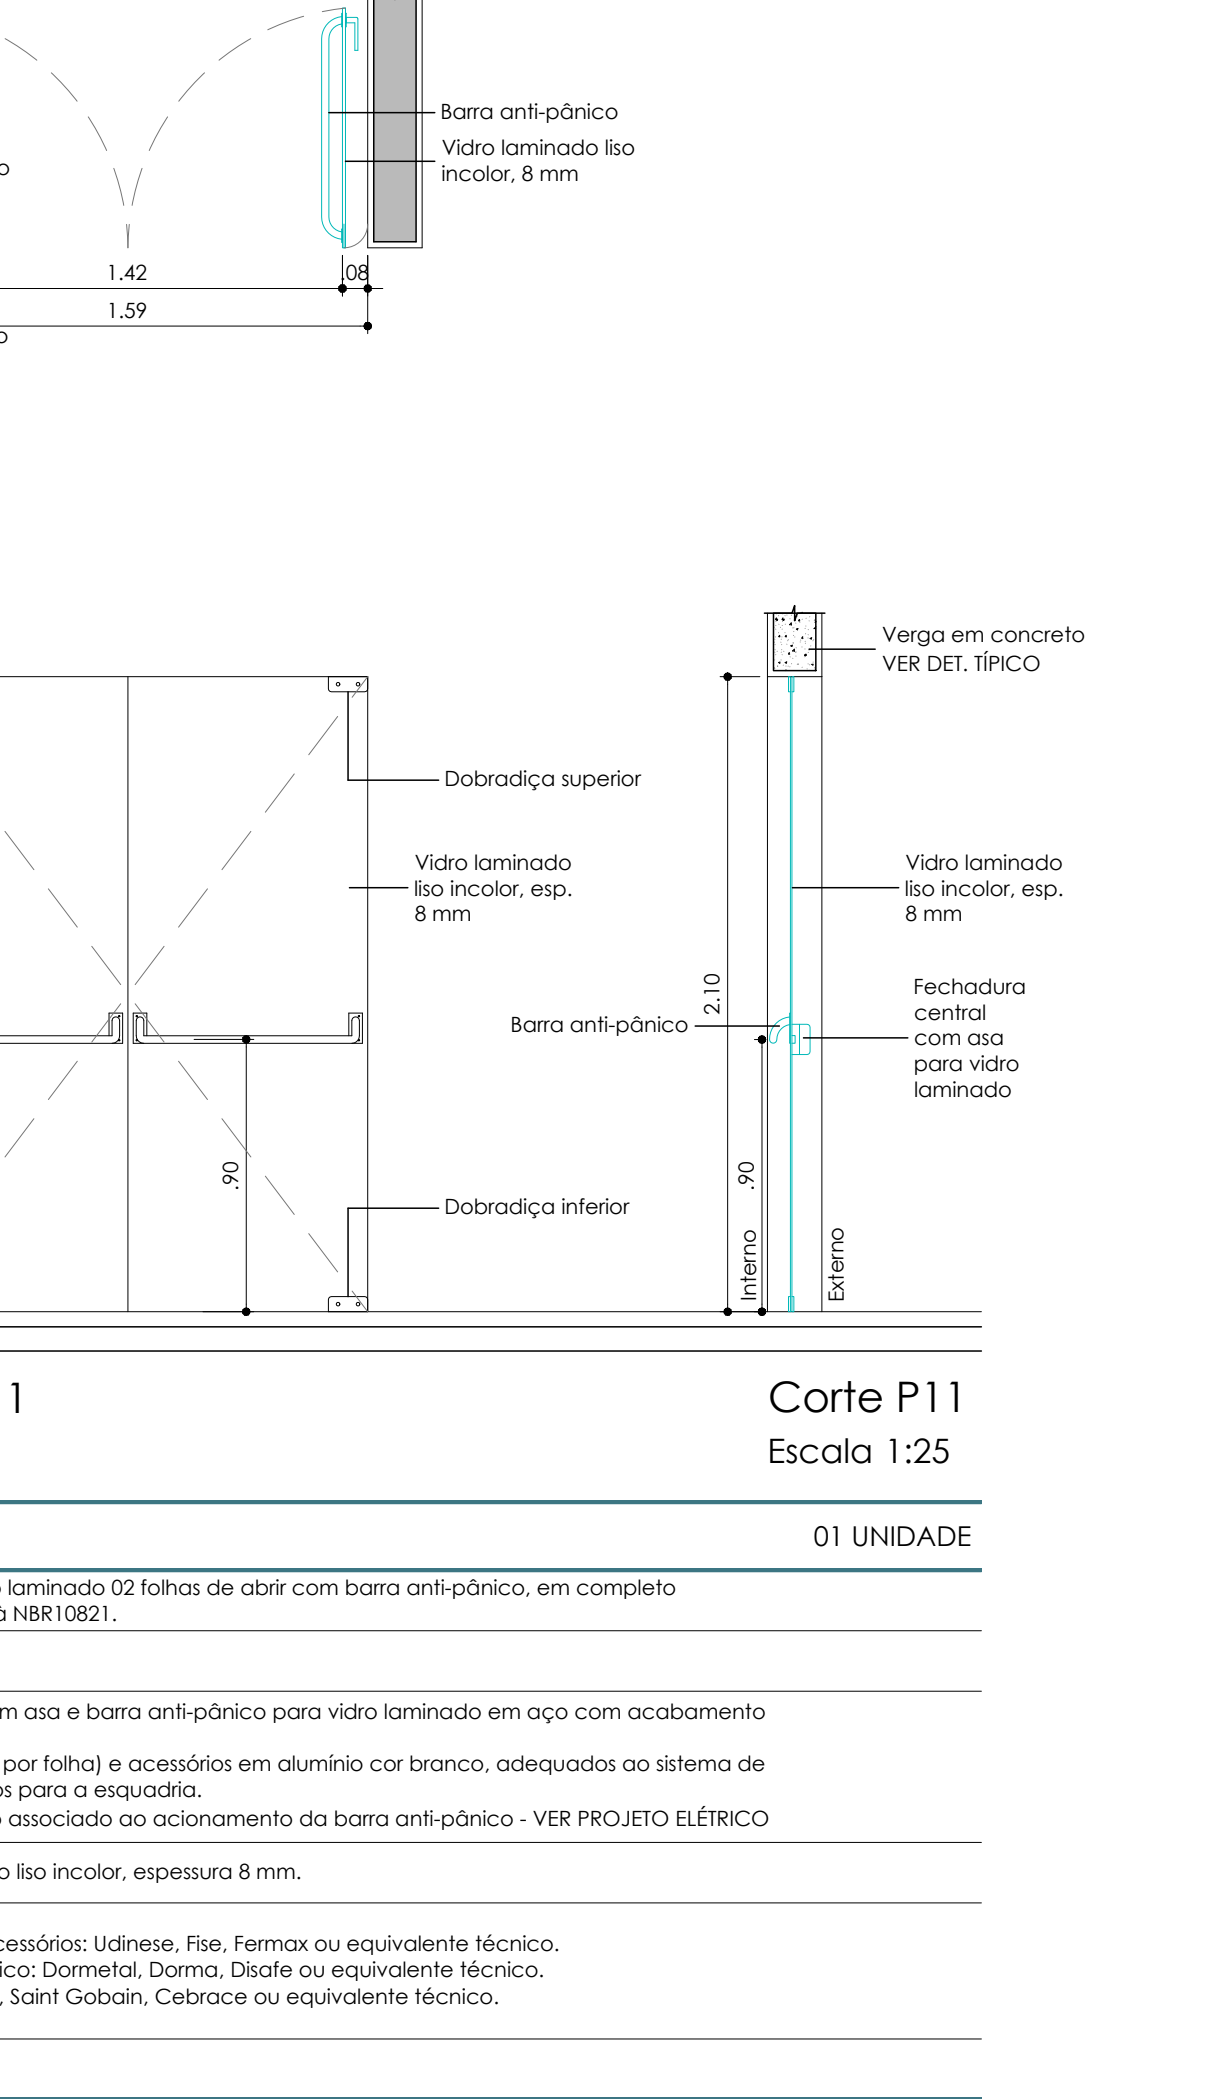 Barra anti-pânico
Vidro laminado liso
incolor, 8 mm
o
1.42
.08
1.59
o
Verga em concreto
VER DET. TÍPICO
Dobradiça superior
Vidro laminado
liso incolor, esp.
8 mm
Vidro laminado
liso incolor, esp.
8 mm
2.10
Barra anti-pânico
Fechadura
central
com asa
para vidro
laminado
.90
.90
Dobradiça inferior
Interno
Externo
1
Corte P11
Escala 1:25
01 UNIDADE
o laminado 02 folhas de abrir com barra anti-pânico, em completo
à NBR10821.
m asa e barra anti-pânico para vidro laminado em aço com acabamento
por folha) e acessórios em alumínio cor branco, adequados ao sistema de
os para a esquadria.
o associado ao acionamento da barra anti-pânico - VER PROJETO ELÉTRICO
o liso incolor, espessura 8 mm.
cessórios: Udinese, Fise, Fermax ou equivalente técnico.
ico: Dormetal, Dorma, Disafe ou equivalente técnico.
, Saint Gobain, Cebrace ou equivalente técnico.